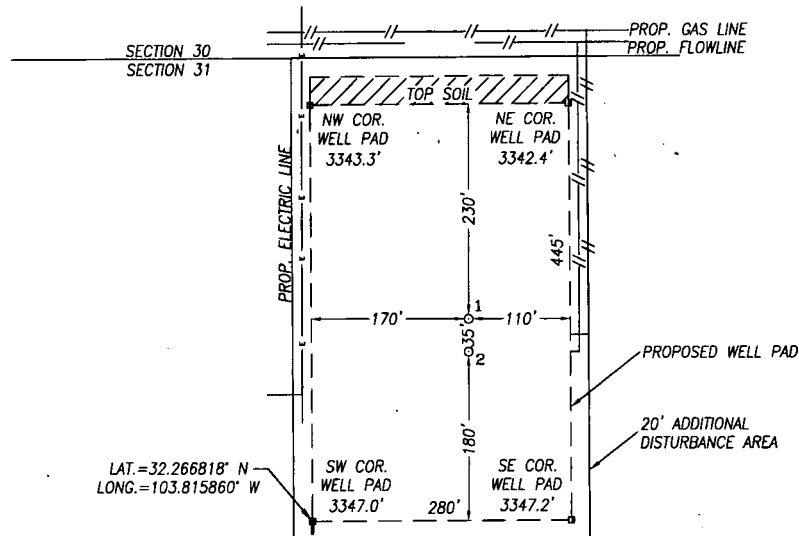 PROP. GAS LINE
PROP. FLOWLINE
SECTION 30
SECTION 31
TOP SOIL
NW COR.
WELL PAD
3343.3'
NE COR.
WELL PAD
3342.4'
PROP. ELECTRIC LINE
230'
445'
170'
1
110'
35'
2
PROPOSED WELL PAD
180'
20' ADDITIONAL
DISTURBANCE AREA
LAT.=32.266818° N
LONG.=103.815860° W
SW COR.
WELL PAD
3347.0'
280'
SE COR.
WELL PAD
3347.2'